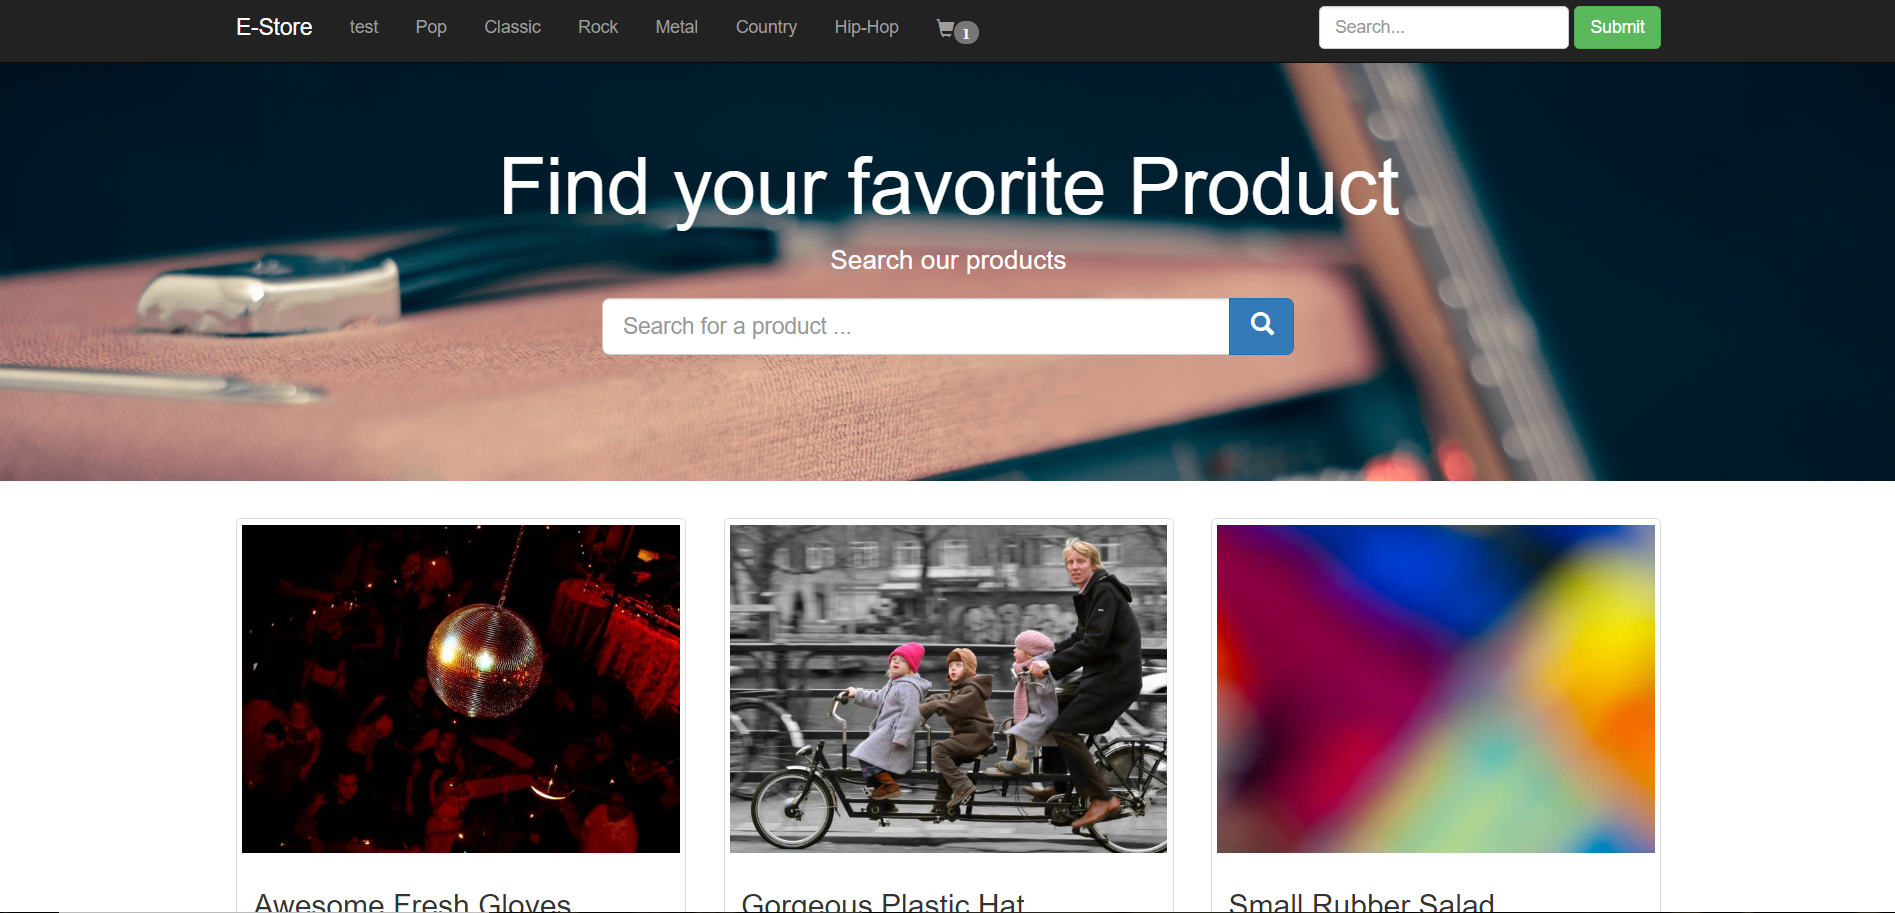 E-Store test Pop Classic Rock Metal Country Hip-Hop 1 Search... Submit
Find your favorite Product
Search our products
Search for a product ...
Awesome Fresh Gloves Gorgeous Plastic Hat Small Rubber Salad